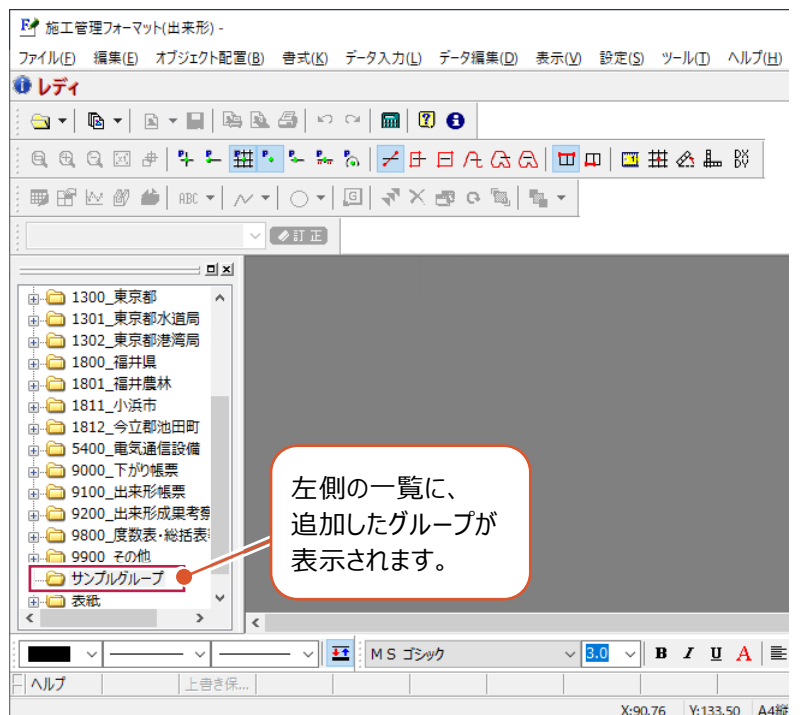 施工管理フォーマット(出来形) -
ファイル(F) 編集(E) オブジェクト配置(B) 書式(K) データ入力(L) データ編集(D) 表示(V) 設定(S) ツール(T) ヘルプ(H)
レディ
ABC
訂正
1300_東京都
1301_東京都水道局
1302_東京都港湾局
1800_福井県
1801_福井農林
1811_小浜市
1812_今立郡池田町
5400_電気通信設備
9000_下がり帳票
9100_出来形帳票
9200_出来形成果考察
9800_度数表・総括表
9900_その他
サンプルグループ
表紙
左側の一覧に、
追加したグループが
表示されます。
ＭＳ ゴシック 3.0 B I U A
ヘルプ 上書き保...
X:90.76 Y:133.50 A4縦